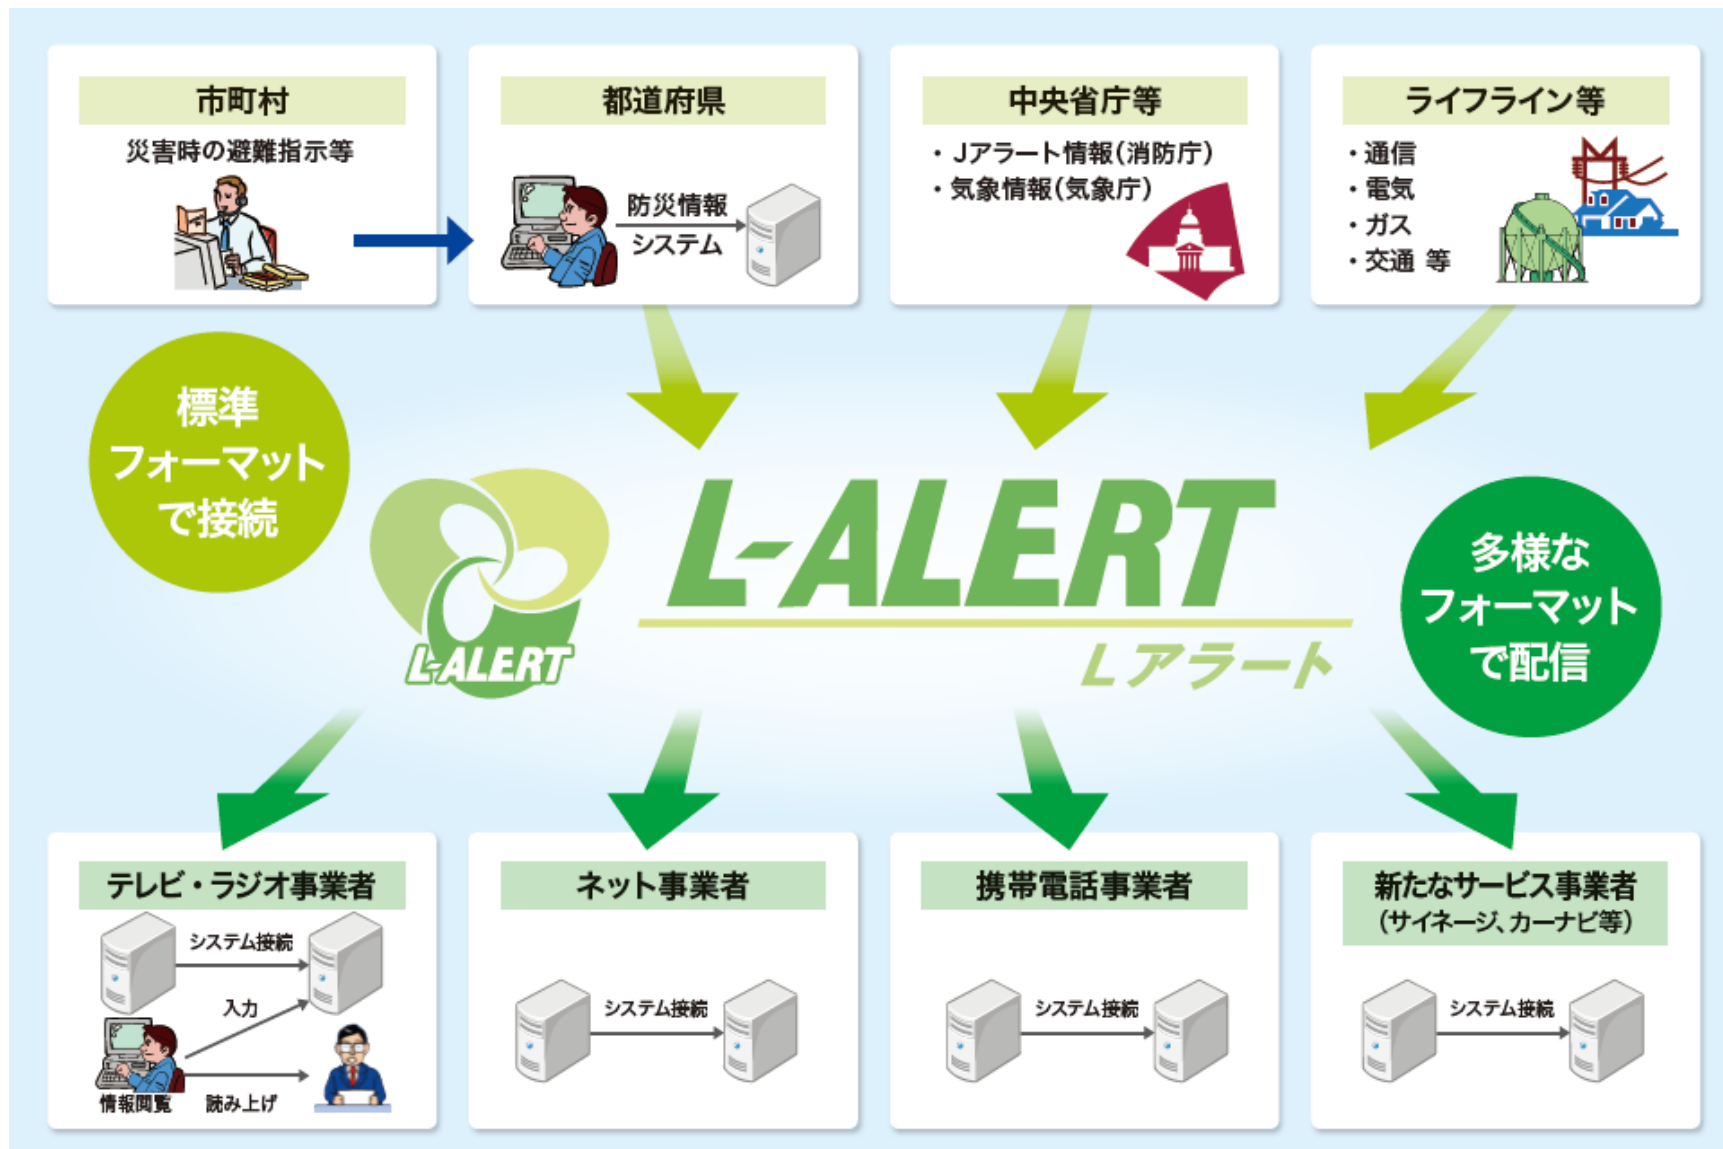 市町村
災害時の避難指示等
都道府県
防災情報
システム
中央省庁等
・Jアラート情報(消防庁)
・気象情報(気象庁)
ライフライン等
・通信
・電気
・ガス
・交通 等
標準
フォーマット
で接続
L-ALERT
L-ALERT
Lアラート
多様な
フォーマット
で配信
テレビ・ラジオ事業者
システム接続
入力
情報閲覧
読み上げ
ネット事業者
システム接続
携帯電話事業者
システム接続
新たなサービス事業者
(サイネージ、カーナビ等)
システム接続